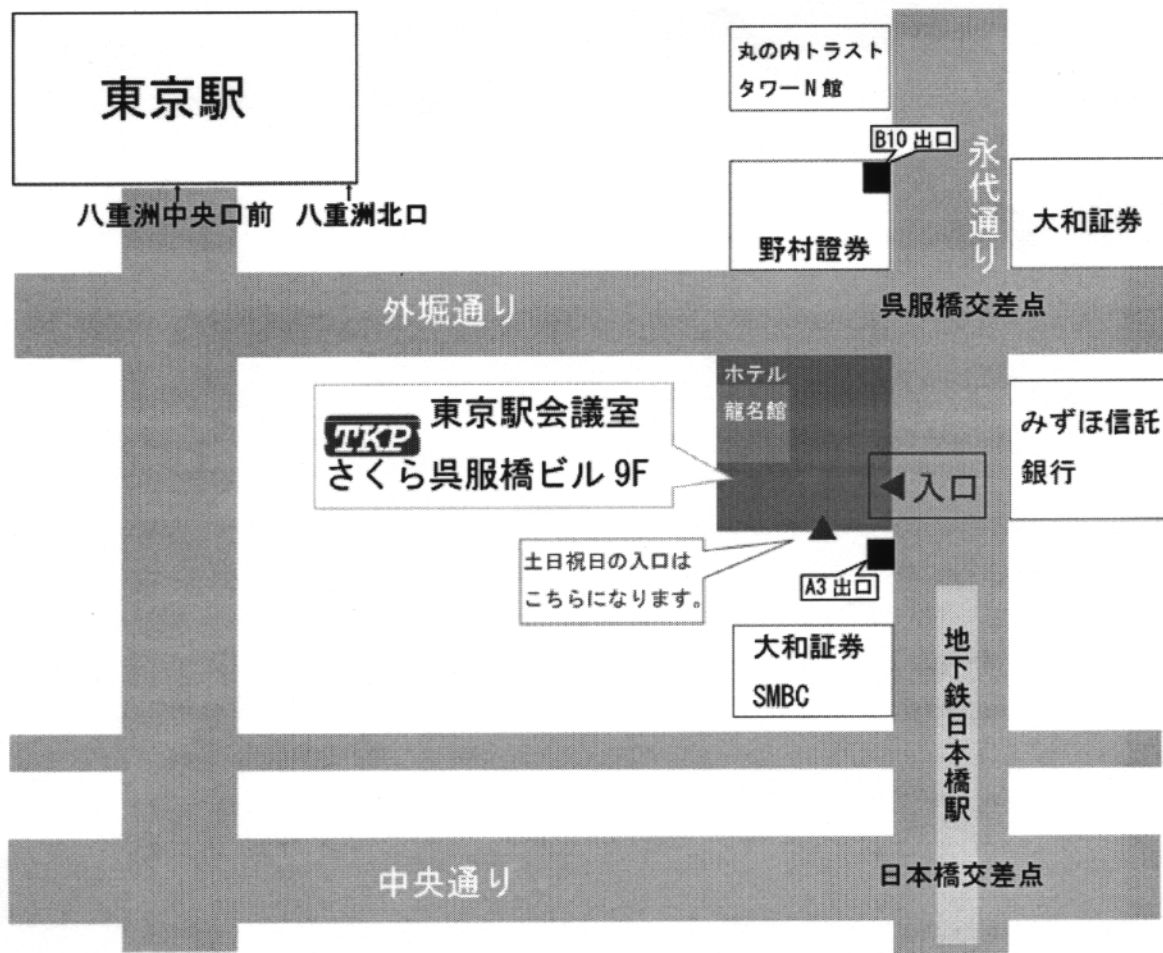 東京駅
八重洲中央口前
八重洲北口
丸の内トラスト
タワーN館
B10 出口
野村證券
永代通り
大和証券
外堀通り
呉服橋交差点
ホテル
龍名館
TKP 東京駅会議室
さくら呉服橋ビル 9F
入口
みずほ信託
銀行
土日祝日の入口は
こちらになります。
A3 出口
大和証券
SMBC
地下鉄日本橋駅
中央通り
日本橋交差点